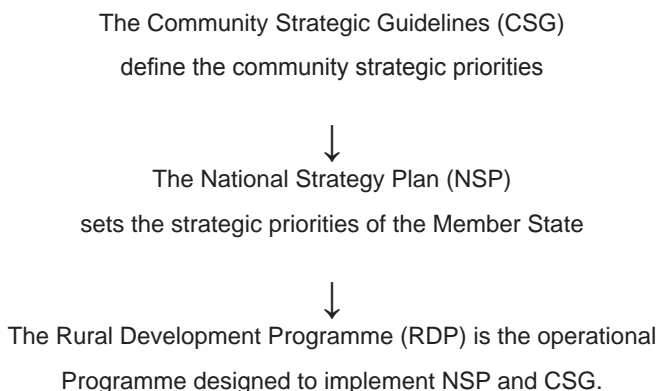 The Community Strategic Guidelines (CSG)
define the community strategic priorities
↓
The National Strategy Plan (NSP)
sets the strategic priorities of the Member State
↓
The Rural Development Programme (RDP) is the operational
Programme designed to implement NSP and CSG.